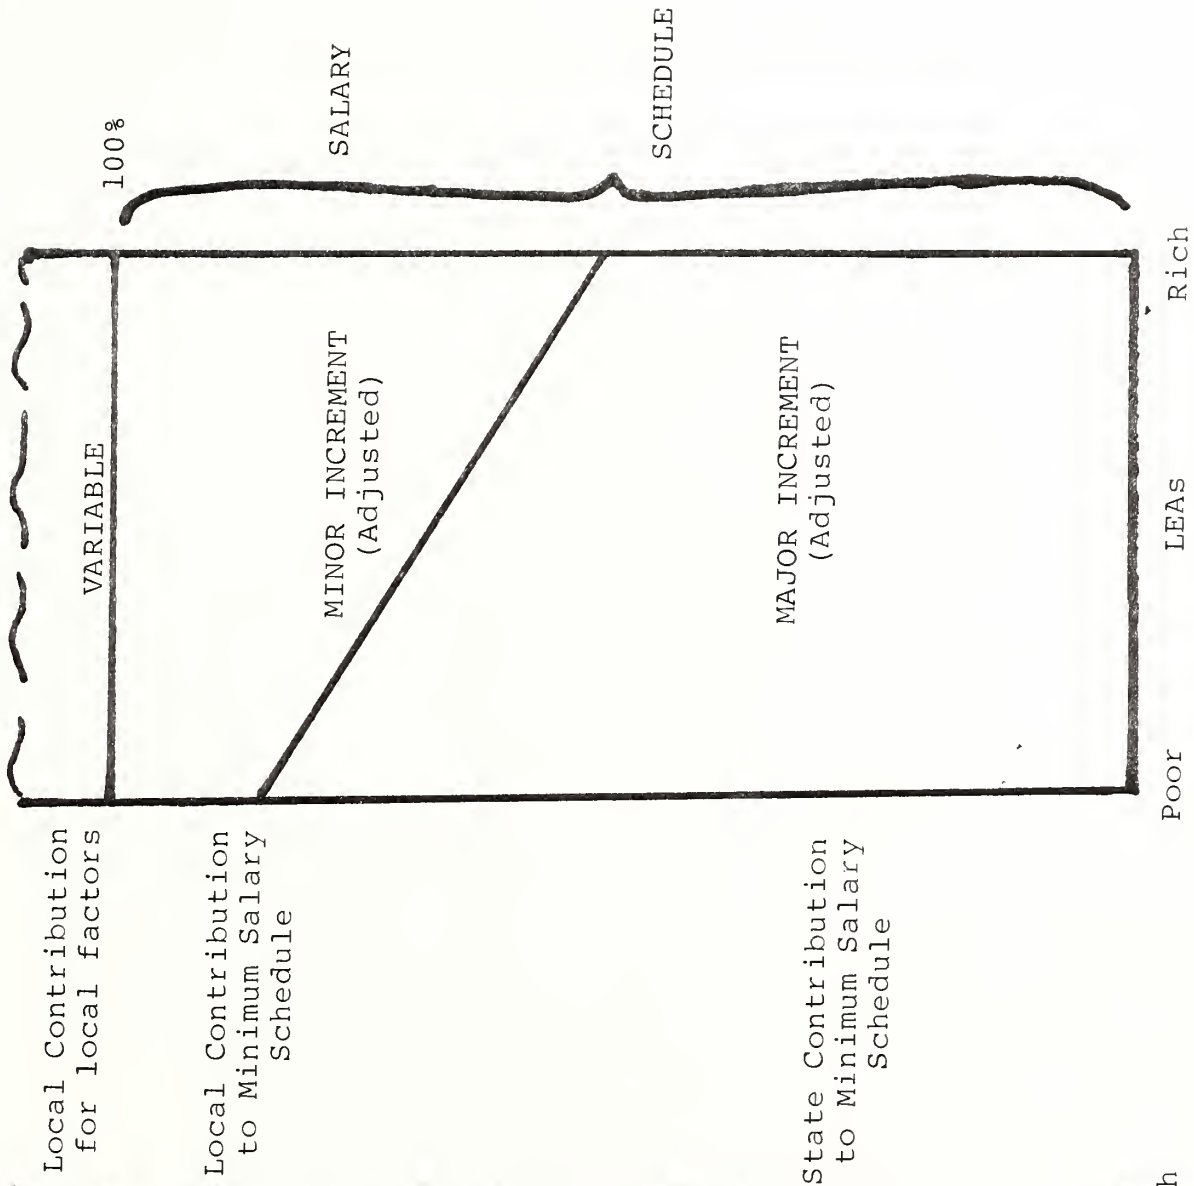 Local Contribution
for local factors
Local Contribution
to Minimum Salary
Schedule
State Contribution
to Minimum Salary
Schedule
VARIABLE
MINOR INCREMENT
(Adjusted)
MAJOR INCREMENT
(Adjusted)
100%
SALARY
SCHEDULE
Poor
LEAs
Rich
h